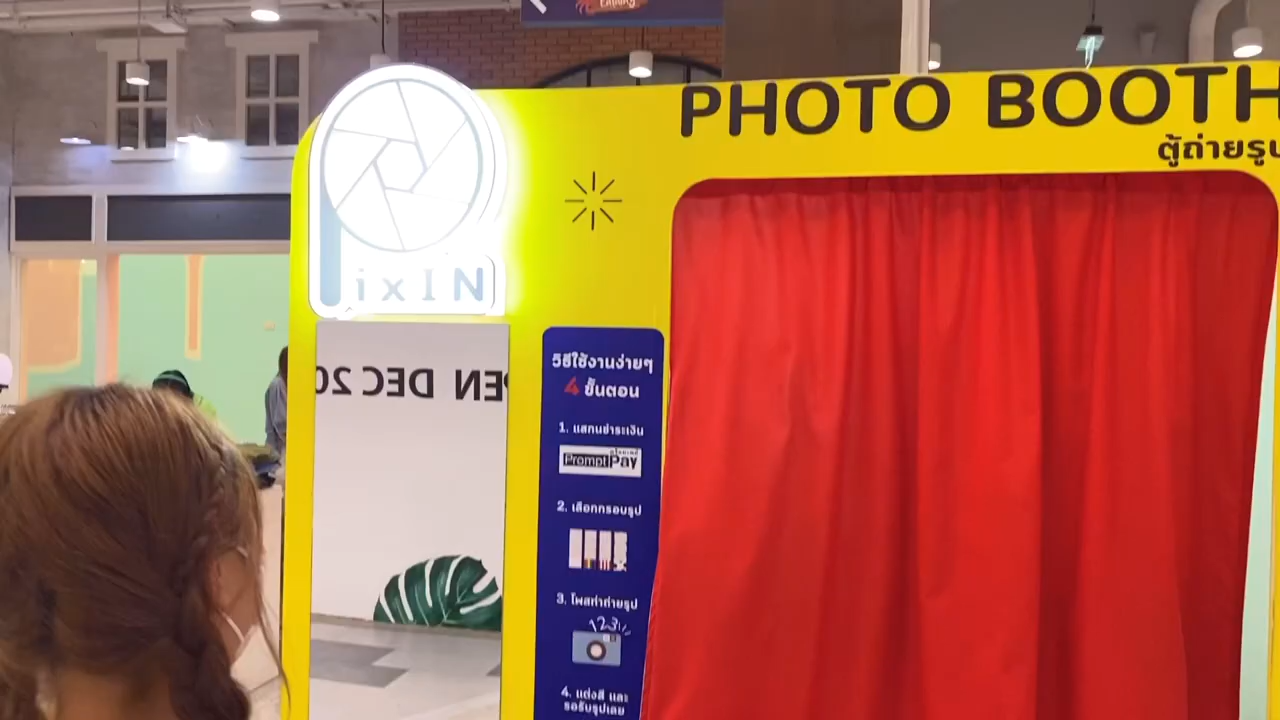 PHOTO BOOTH
ตู้ถ่ายรูป
PixIN
PEN DEC 20
วิธีใช้งานง่ายๆ
4 ขั้นตอน
1. แสกนชำระเงิน
PromptPay
2. เลือกกรอบรูป
3. โพสท่าถ่ายรูป
123
4. แต่งสี และ
รอรับรูปเลย